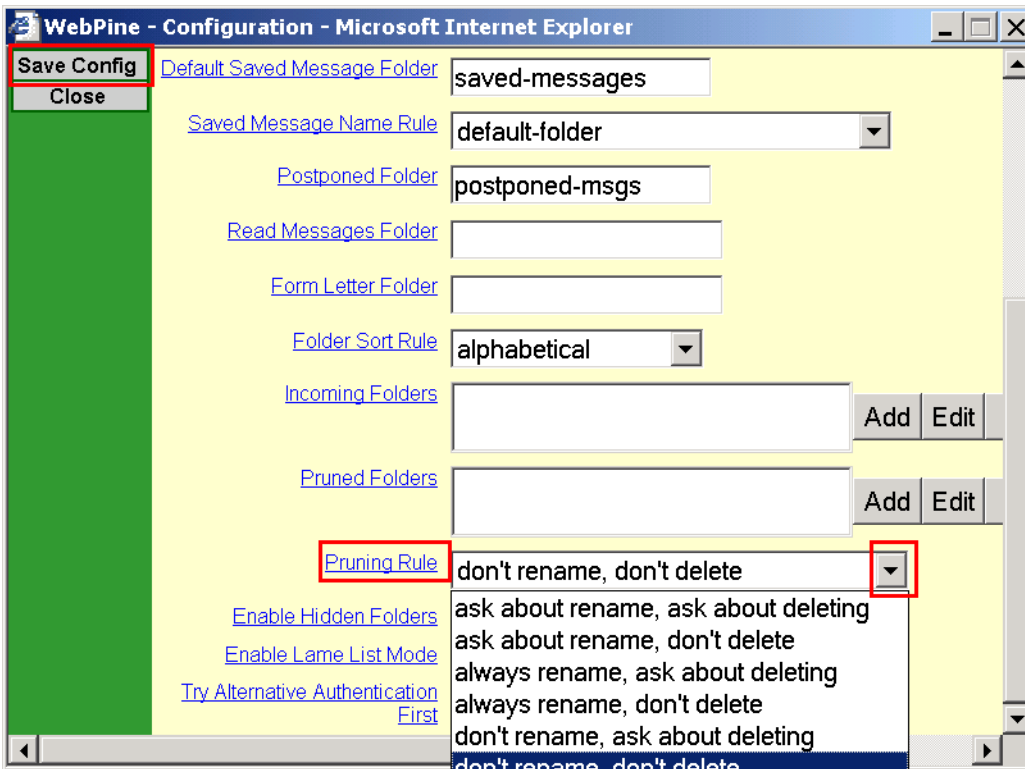 WebPine - Configuration - Microsoft Internet Explorer
Save Config
Close
Default Saved Message Folder saved-messages
Saved Message Name Rule default-folder
Postponed Folder postponed-msgs
Read Messages Folder
Form Letter Folder
Folder Sort Rule alphabetical
Incoming Folders Add Edit
Pruned Folders Add Edit
Pruning Rule don't rename, don't delete
ask about rename, ask about deleting
Enable Hidden Folders ask about rename, don't delete
Enable Lame List Mode always rename, ask about deleting
Try Alternative Authentication always rename, don't delete
First don't rename, ask about deleting
don't rename, don't delete